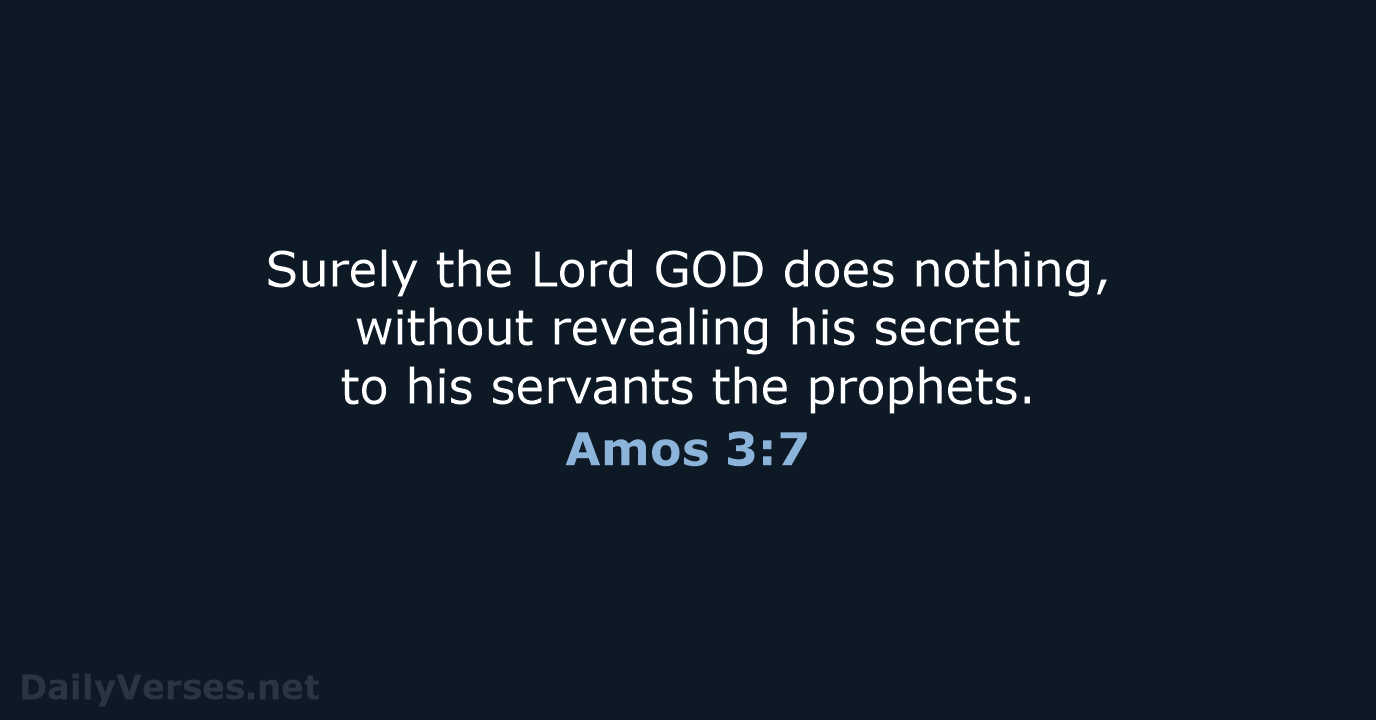 Surely the Lord GOD does nothing,
without revealing his secret
to his servants the prophets.
Amos 3:7
DailyVerses.net